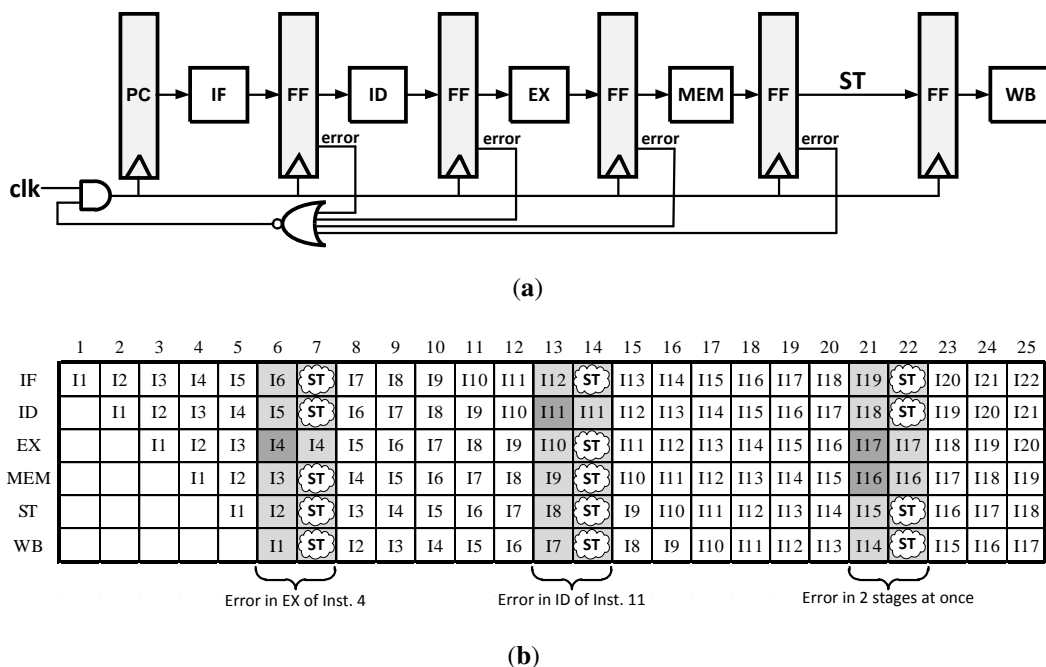 ST
PC IF FF ID FF EX FF MEM FF FF WB
error error error error
clk
(a)
1 2 3 4 5 6 7 8 9 10 11 12 13 14 15 16 17 18 19 20 21 22 23 24 25
IF I1 I2 I3 I4 I5 I6 ST I7 I8 I9 I10 I11 I12 ST I13 I14 I15 I16 I17 I18 I19 ST I20 I21 I22
ID I1 I2 I3 I4 I5 ST I6 I7 I8 I9 I10 I11 I11 I12 I13 I14 I15 I16 I17 I18 ST I19 I20 I21
EX I1 I2 I3 I4 I4 I5 I6 I7 I8 I9 I10 ST I11 I12 I13 I14 I15 I16 I17 I17 I18 I19 I20
MEM I1 I2 I3 ST I4 I5 I6 I7 I8 I9 ST I10 I11 I12 I13 I14 I15 I16 I16 I17 I18 I19
ST I1 I2 ST I3 I4 I5 I6 I7 I8 ST I9 I10 I11 I12 I13 I14 I15 ST I16 I17 I18
WB I1 ST I2 I3 I4 I5 I6 I7 ST I8 I9 I10 I11 I12 I13 I14 ST I15 I16 I17
Error in EX of Inst. 4 Error in ID of Inst. 11 Error in 2 stages at once
(b)